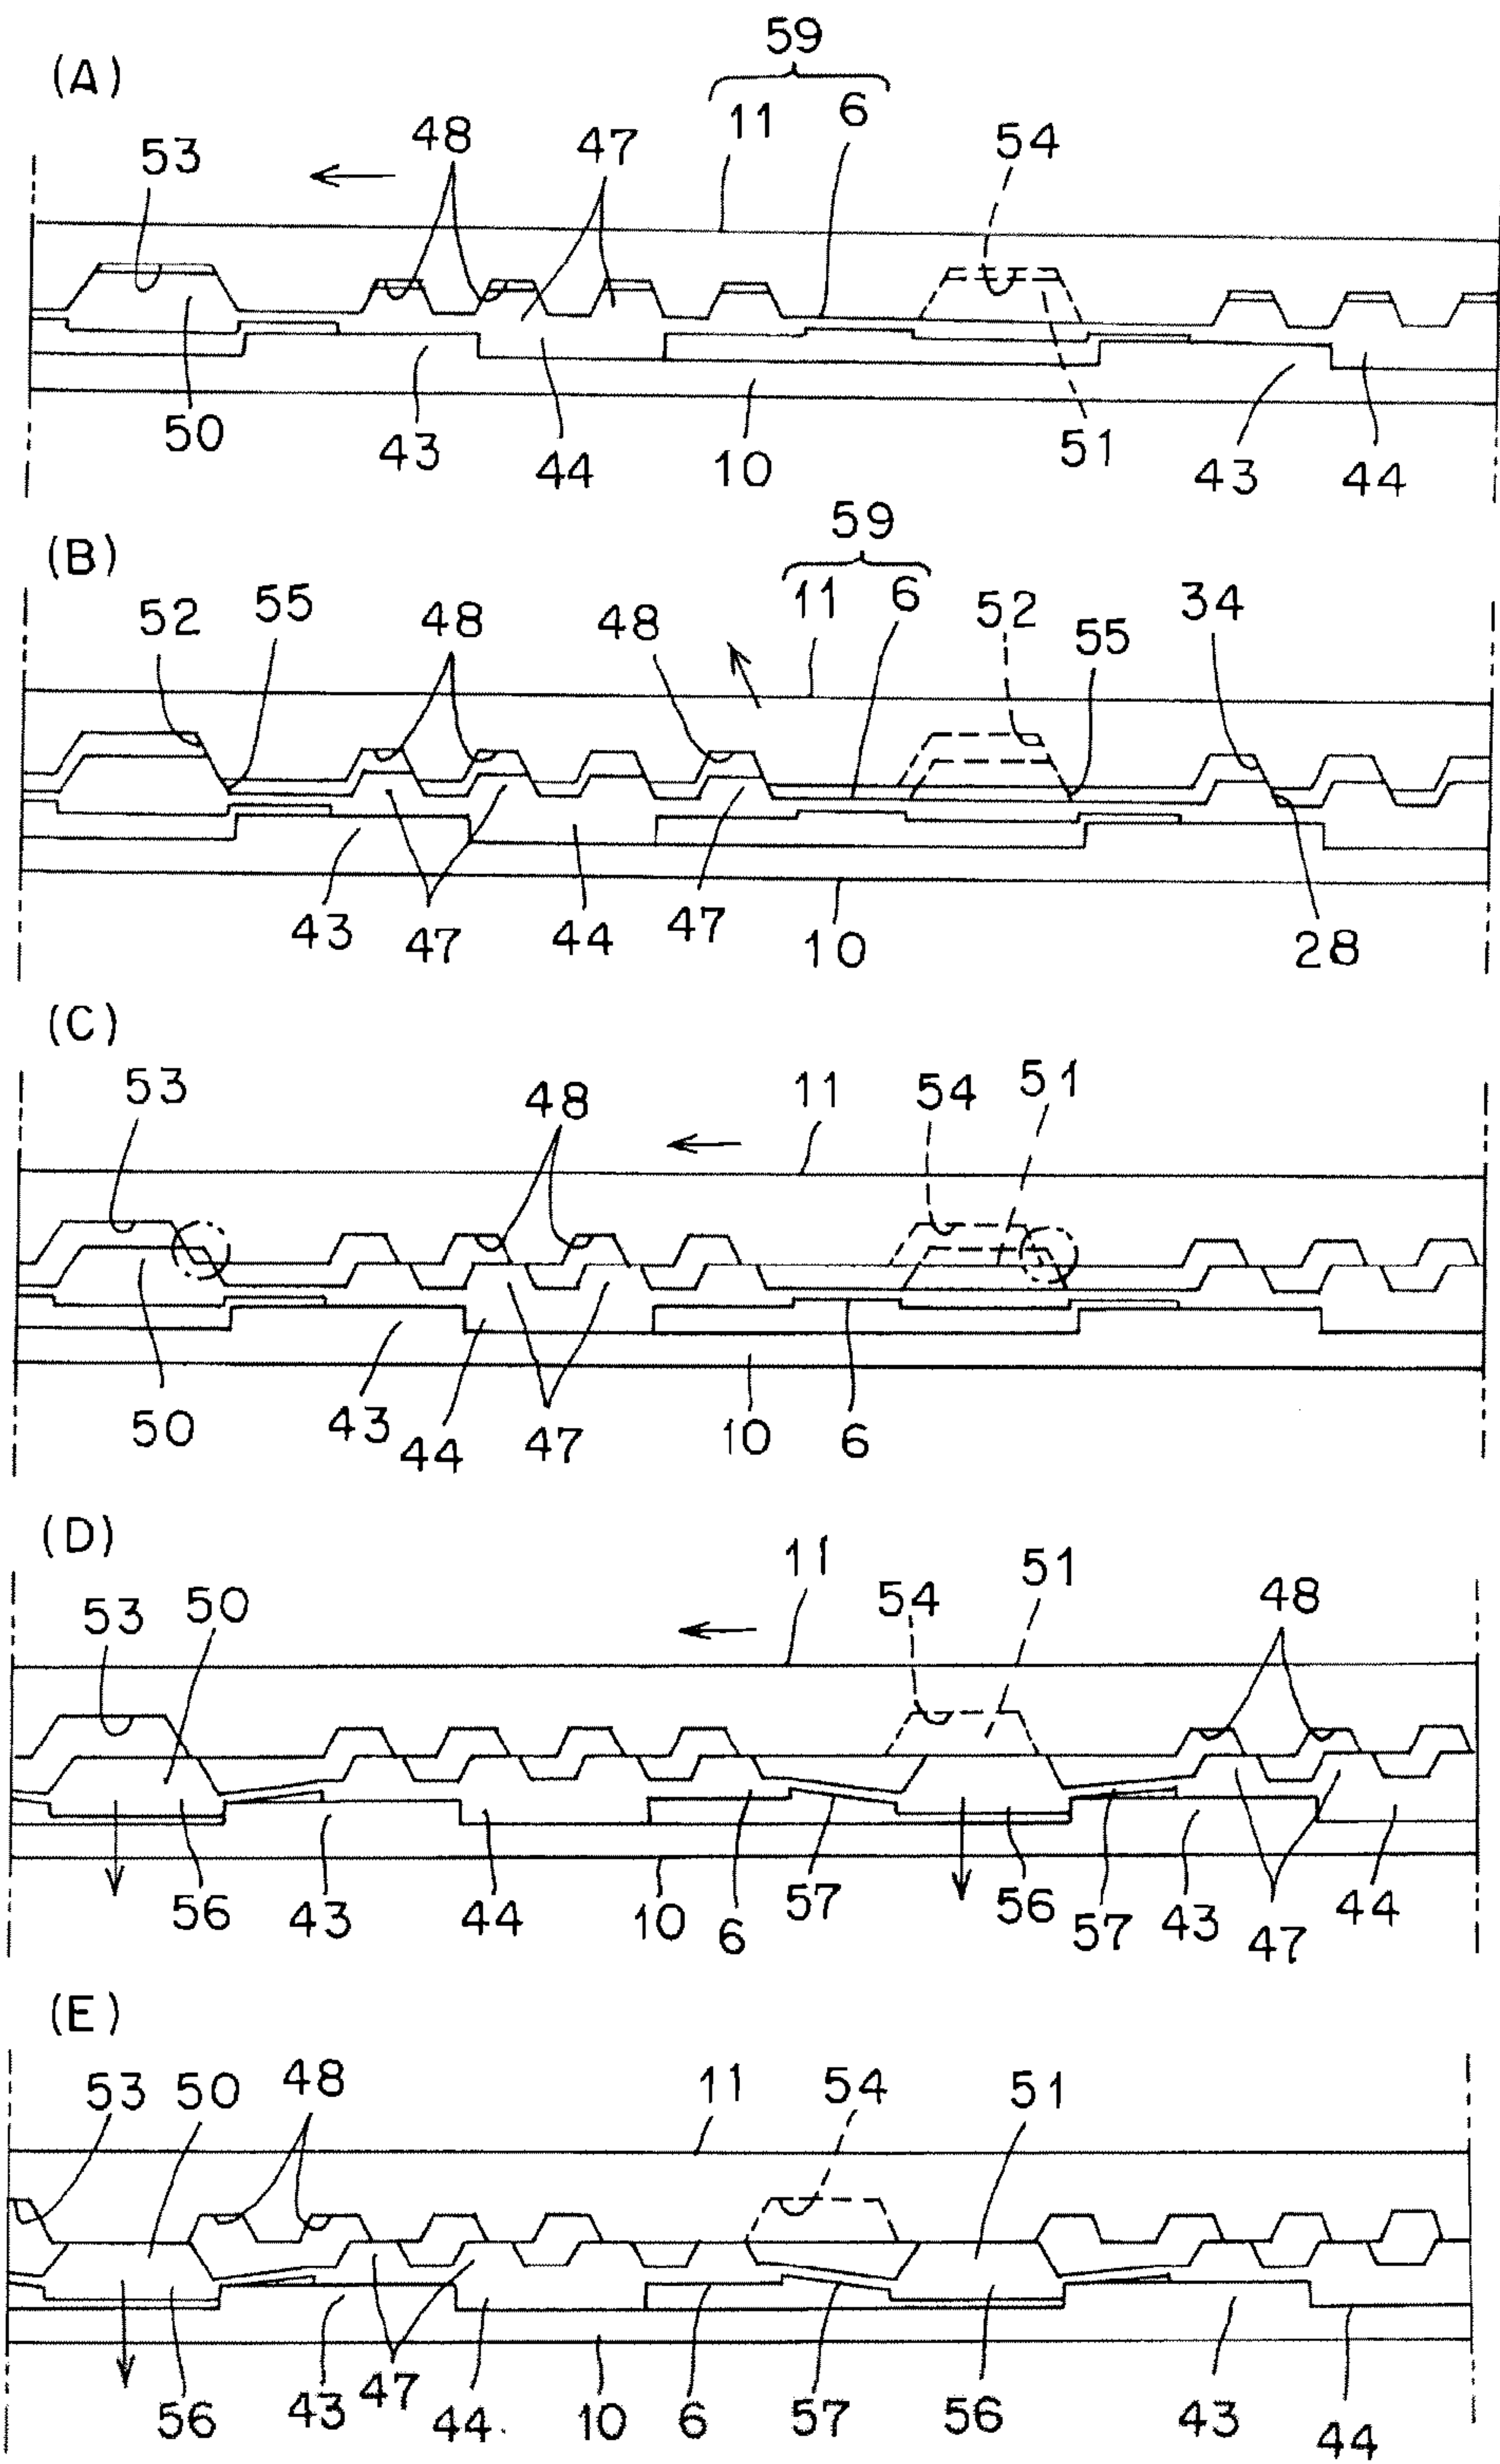 (A)
59
11 6
53 48 47 54
50 43 44 10 51 43 44
(B)
59
11 6
52 55 48 48 52 55 34
43 47 44 47 10 28
(C)
53 48 11 54 51
50 43 44 47 10 6
(D)
53 50 11 54 51 48
56 43 44 10 6 57 56 57 43 47 44
(E)
53 50 48 11 54 51
56 43 47 44 10 6 57 56 43 44